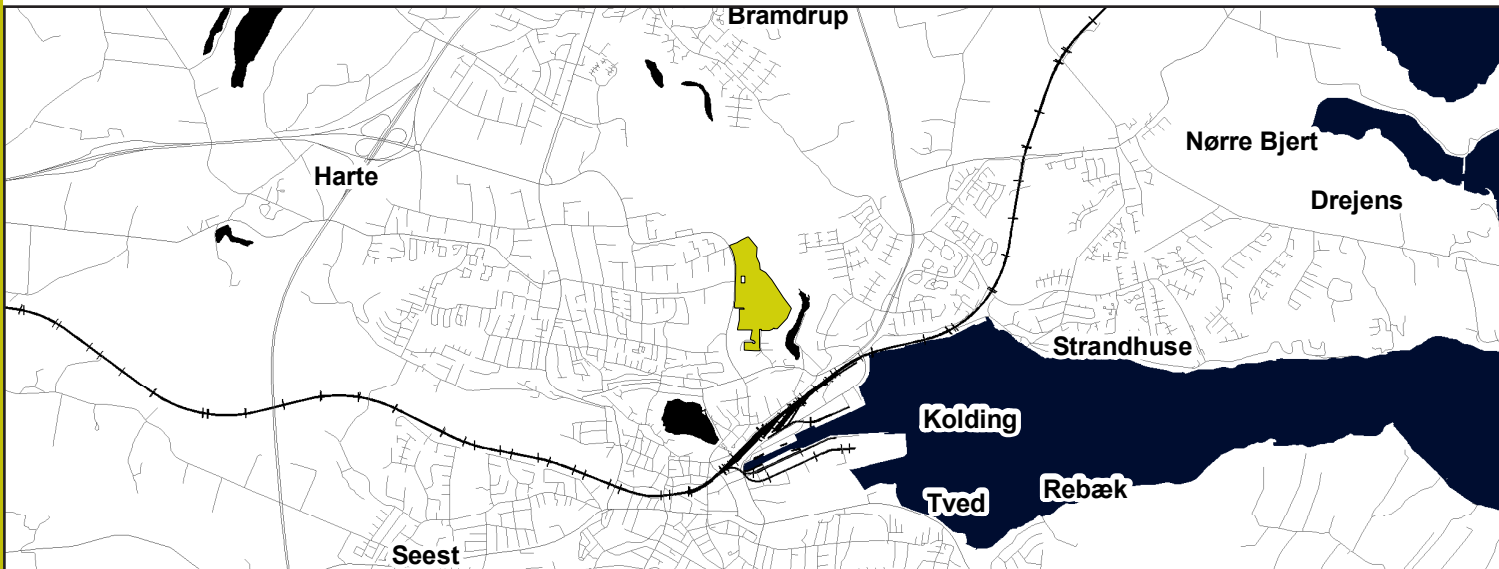 Bramdrup
Nørre Bjert
Harte
Drejens
Strandhuse
Kolding
Rebæk
Tved
Seest